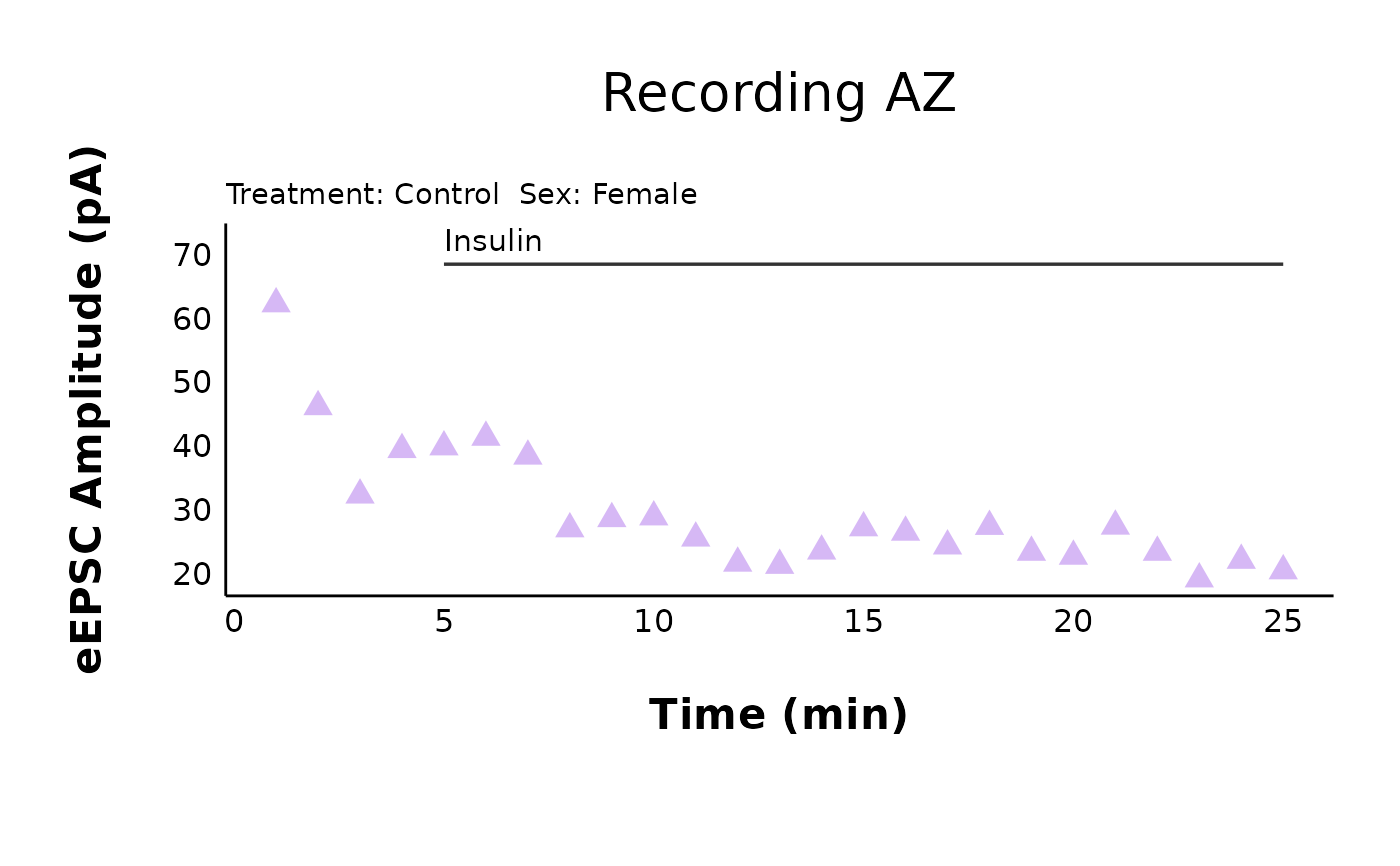 Recording AZ
Treatment: Control  Sex: Female
Insulin
eEPSC Amplitude (pA)
70
60
50
40
30
20
0 5 10 15 20 25
Time (min)